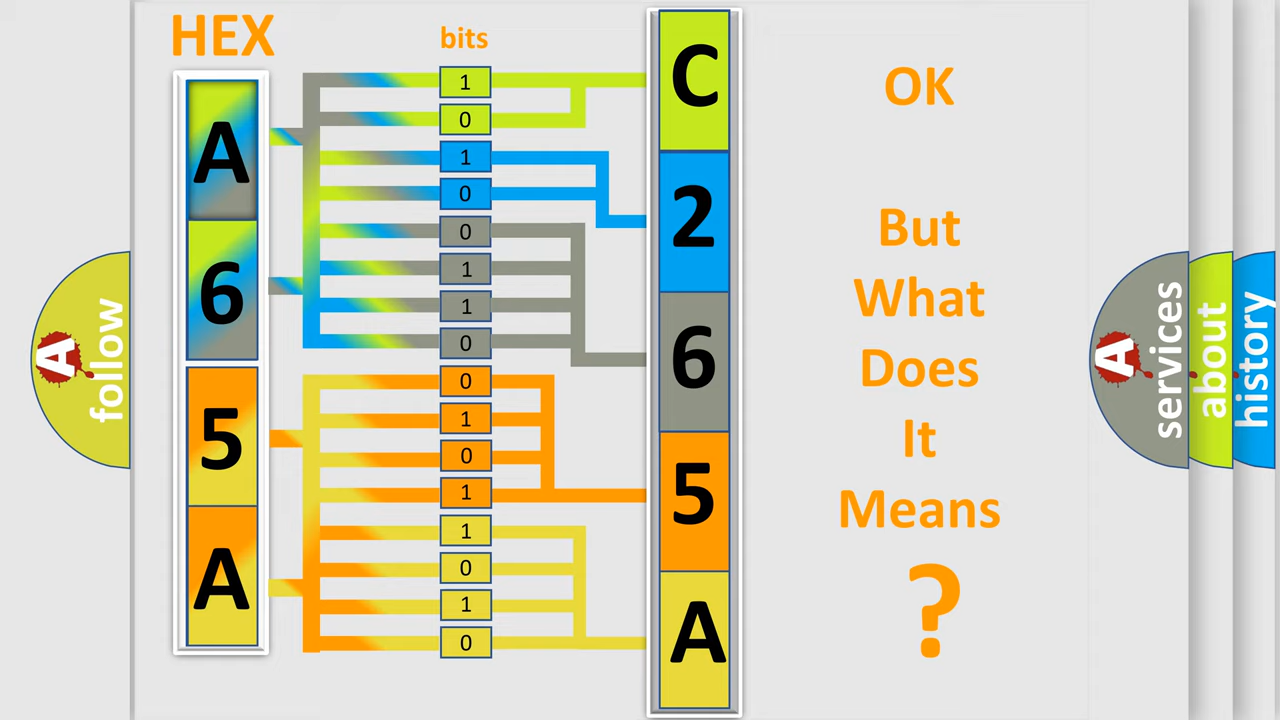 HEX
bits
A
6
5
A
1
0
1
0
0
1
1
0
0
1
0
1
1
0
1
0
C
2
6
5
A
OK
But
What
Does
It
Means
?
A
follow
A
services
about
history